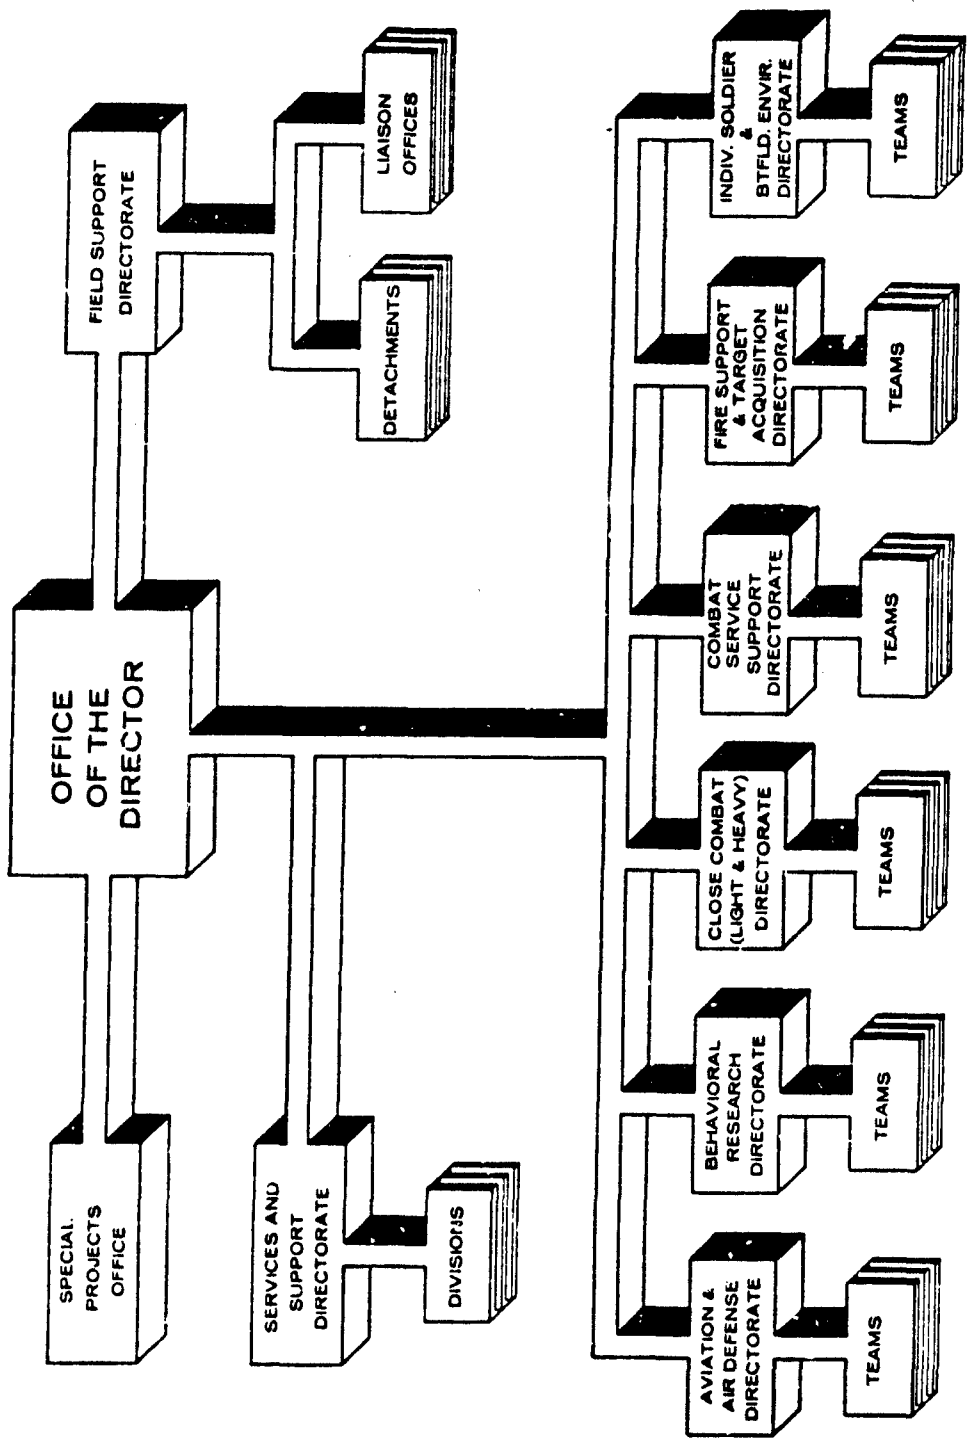 OFFICE
OF THE
DIRECTOR
SPECIAL
PROJECTS
OFFICE
FIELD SUPPORT
DIRECTORATE
SERVICES AND
SUPPORT
DIRECTORATE
DIVISIONS
DETACHMENTS
LIAISON
OFFICES
AVIATION &
AIR DEFENSE
DIRECTORATE
BEHAVIORAL
RESEARCH
DIRECTORATE
CLOSE COMBAT
(LIGHT & HEAVY)
DIRECTORATE
COMBAT
SERVICE
SUPPORT
DIRECTORATE
FIRE SUPPORT
& TARGET
ACQUISITION
DIRECTORATE
INDIV. SOLDIER
&
BTFLD. ENVIR.
DIRECTORATE
TEAMS
TEAMS
TEAMS
TEAMS
TEAMS
TEAMS